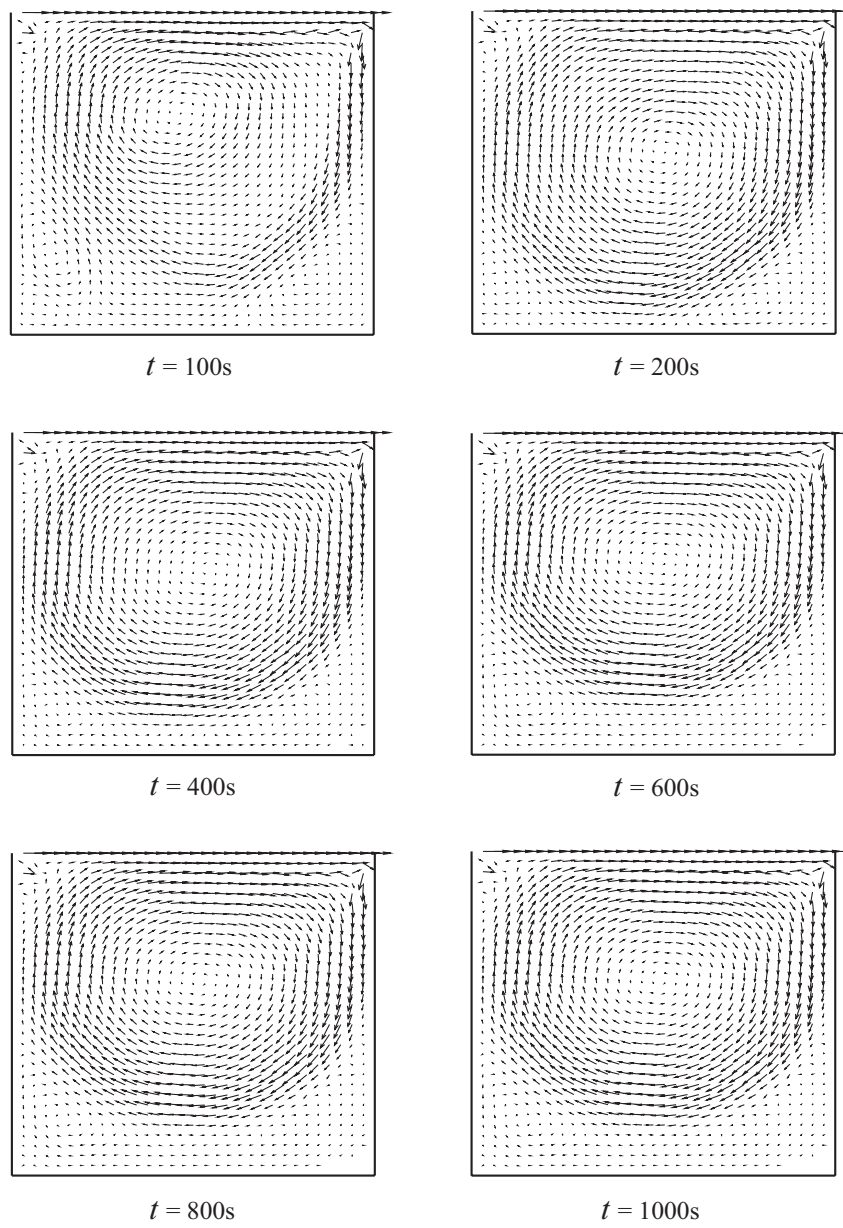 t = 100s
t = 200s
t = 400s
t = 600s
t = 800s
t = 1000s